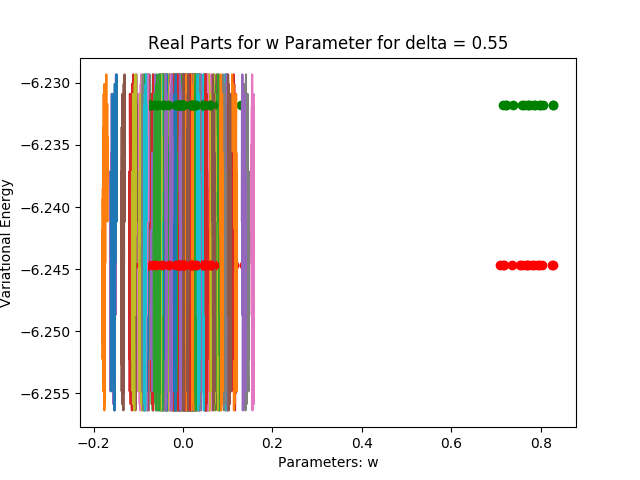 Real Parts for w Parameter for delta = 0.55
Variational Energy
−6.230
−6.235
−6.240
−6.245
−6.250
−6.255
−0.2 0.0 0.2 0.4 0.6 0.8
Parameters: w